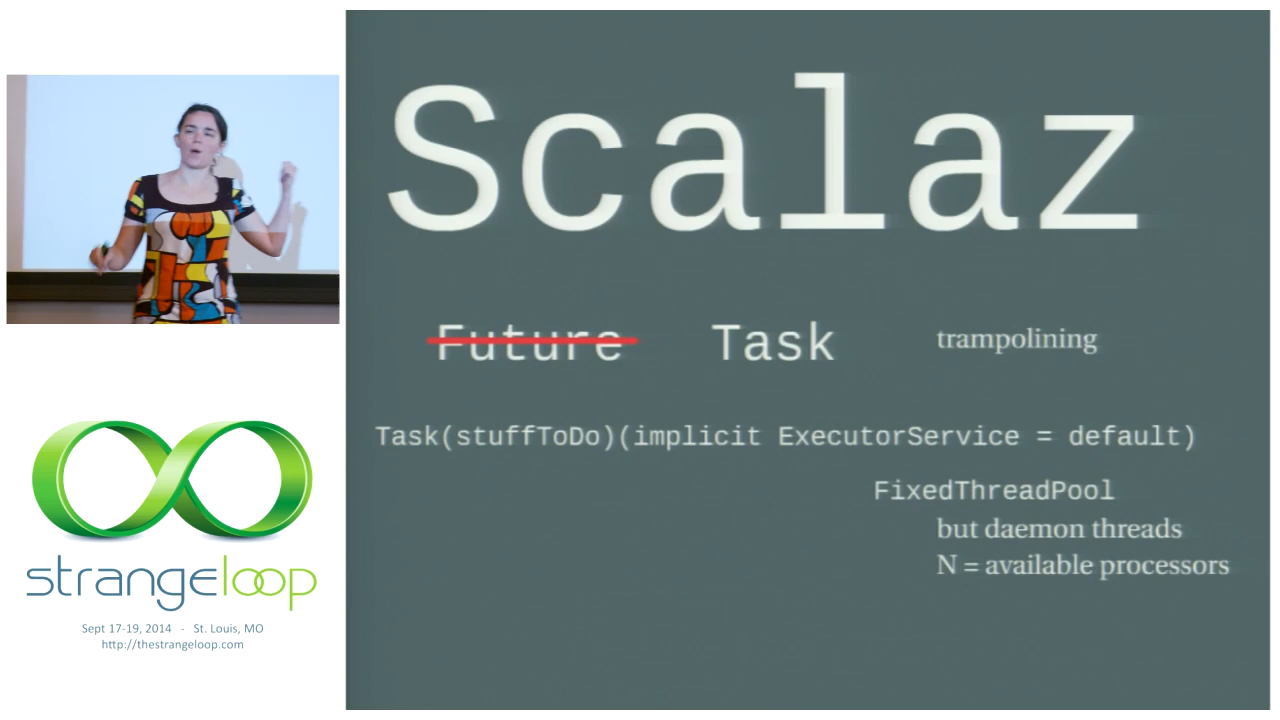 Scalaz
Future Task trampolining
Task(stuffToDo)(implicit ExecutorService = default)
FixedThreadPool
but daemon threads
N = available processors
strangeloop
Sept 17-19, 2014 - St. Louis, MO
http://thestrangeloop.com